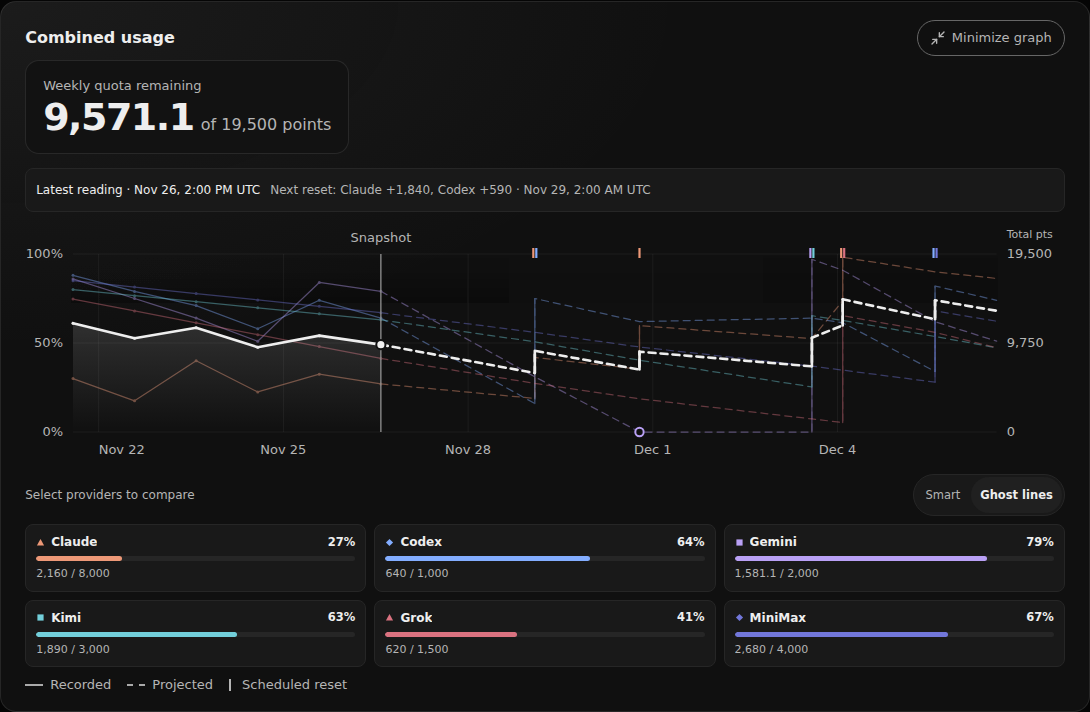 Combined usage
Minimize graph
Weekly quota remaining
9,571.1 of 19,500 points
Latest reading · Nov 26, 2:00 PM UTC Next reset: Claude +1,840, Codex +590 · Nov 29, 2:00 AM UTC
Snapshot
Total pts
100%
19,500
50%
9,750
0%
0
Nov 22
Nov 25
Nov 28
Dec 1
Dec 4
Select providers to compare
Smart
Ghost lines
Claude 27%
2,160 / 8,000
Codex 64%
640 / 1,000
Gemini 79%
1,581.1 / 2,000
Kimi 63%
1,890 / 3,000
Grok 41%
620 / 1,500
MiniMax 67%
2,680 / 4,000
Recorded
Projected
Scheduled reset